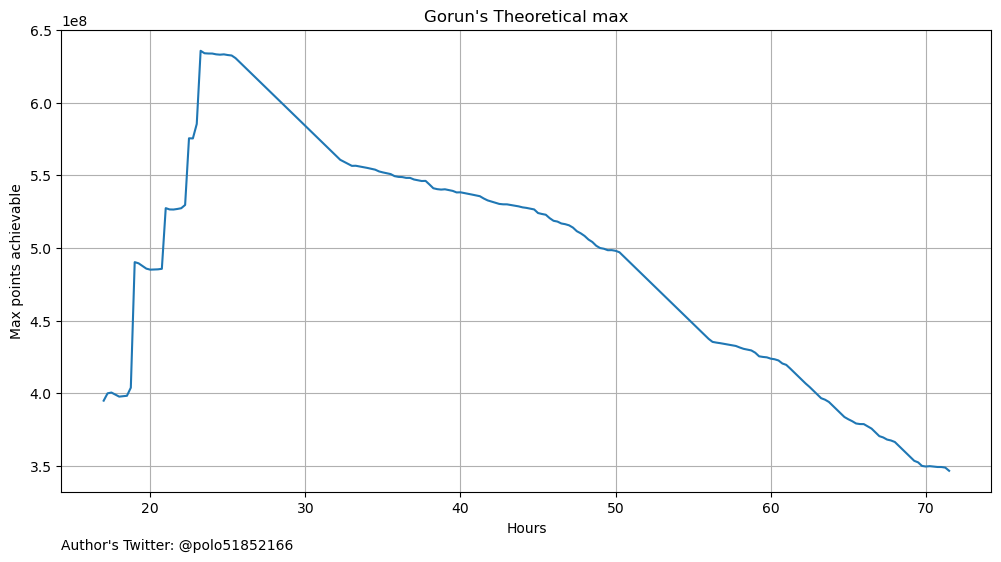 Gorun's Theoretical max
1e8
6.5
6.0
5.5
5.0
4.5
4.0
3.5
Max points achievable
20 30 40 50 60 70
Hours
Author's Twitter: @polo51852166